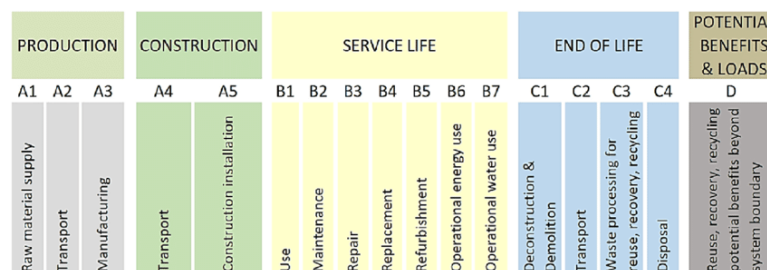 PRODUCTION
CONSTRUCTION
SERVICE LIFE
END OF LIFE
POTENTIA
BENEFITS
& LOADS
A1 A2 A3 A4 A5 B1 B2 B3 B4 B5 B6 B7 C1 C2 C3 C4 D
Raw material supply
Transport
Manufacturing
Transport
Construction installation
Use
Maintenance
Repair
Replacement
Refurbishment
Operational energy use
Operational water use
Deconstruction &
Demolition
Transport
Waste processing for
reuse, recovery, recycling
Disposal
reuse, recovery, recycling
potential benefits beyond
system boundary